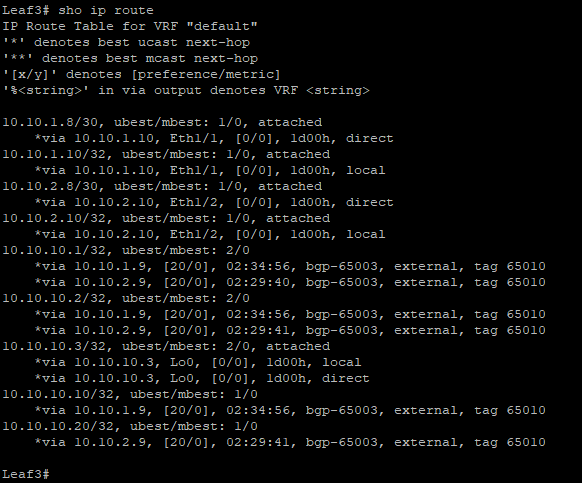 Leaf3# sho ip route
IP Route Table for VRF "default"
'*' denotes best ucast next-hop
'**' denotes best mcast next-hop
'[x/y]' denotes [preference/metric]
'%<string>' in via output denotes VRF <string>

10.10.1.8/30, ubest/mbest: 1/0, attached
    *via 10.10.1.10, Eth1/1, [0/0], 1d00h, direct
10.10.1.10/32, ubest/mbest: 1/0, attached
    *via 10.10.1.10, Eth1/1, [0/0], 1d00h, local
10.10.2.8/30, ubest/mbest: 1/0, attached
    *via 10.10.2.10, Eth1/2, [0/0], 1d00h, direct
10.10.2.10/32, ubest/mbest: 1/0, attached
    *via 10.10.2.10, Eth1/2, [0/0], 1d00h, local
10.10.10.1/32, ubest/mbest: 2/0
    *via 10.10.1.9, [20/0], 02:34:56, bgp-65003, external, tag 65010
    *via 10.10.2.9, [20/0], 02:29:40, bgp-65003, external, tag 65010
10.10.10.2/32, ubest/mbest: 2/0
    *via 10.10.1.9, [20/0], 02:34:56, bgp-65003, external, tag 65010
    *via 10.10.2.9, [20/0], 02:29:41, bgp-65003, external, tag 65010
10.10.10.3/32, ubest/mbest: 2/0, attached
    *via 10.10.10.3, Lo0, [0/0], 1d00h, local
    *via 10.10.10.3, Lo0, [0/0], 1d00h, direct
10.10.10.10/32, ubest/mbest: 1/0
    *via 10.10.1.9, [20/0], 02:34:56, bgp-65003, external, tag 65010
10.10.10.20/32, ubest/mbest: 1/0
    *via 10.10.2.9, [20/0], 02:29:41, bgp-65003, external, tag 65010

Leaf3#